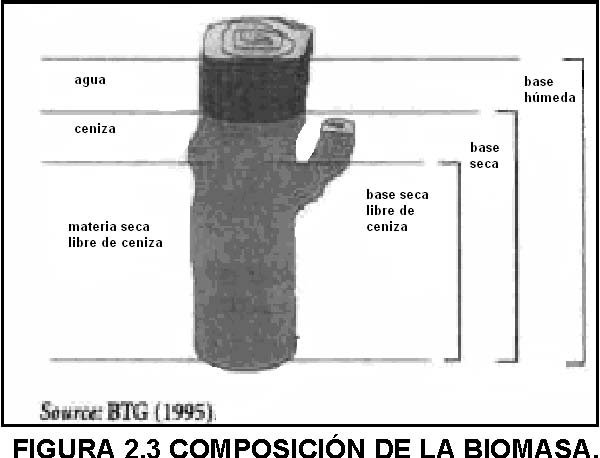 agua
base
húmeda
ceniza
base
seca
base seca
libre de
ceniza
materia seca
libre de ceniza
Source: BTG (1995).
FIGURA 2.3 COMPOSICIÓN DE LA BIOMASA.